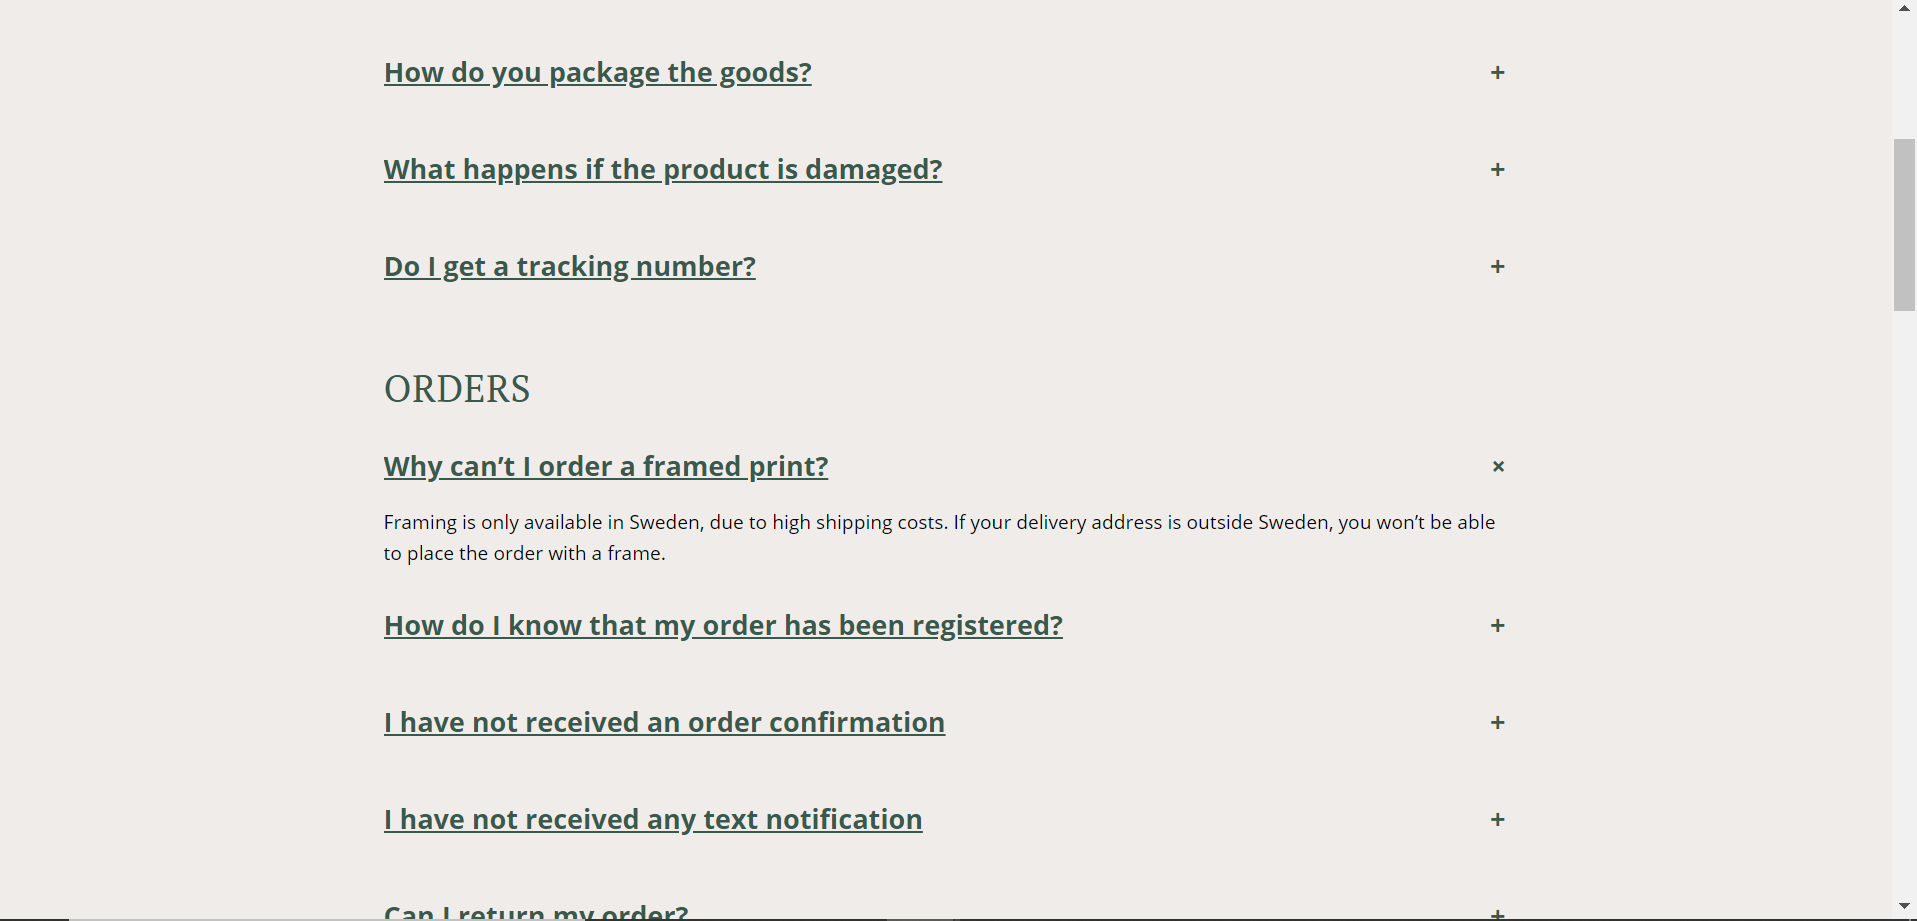 How do you package the goods?
+
What happens if the product is damaged?
+
Do I get a tracking number?
+
ORDERS
Why can’t I order a framed print?
×
Framing is only available in Sweden, due to high shipping costs. If your delivery address is outside Sweden, you won’t be able
to place the order with a frame.
How do I know that my order has been registered?
+
I have not received an order confirmation
+
I have not received any text notification
+
Can I return my order?
+